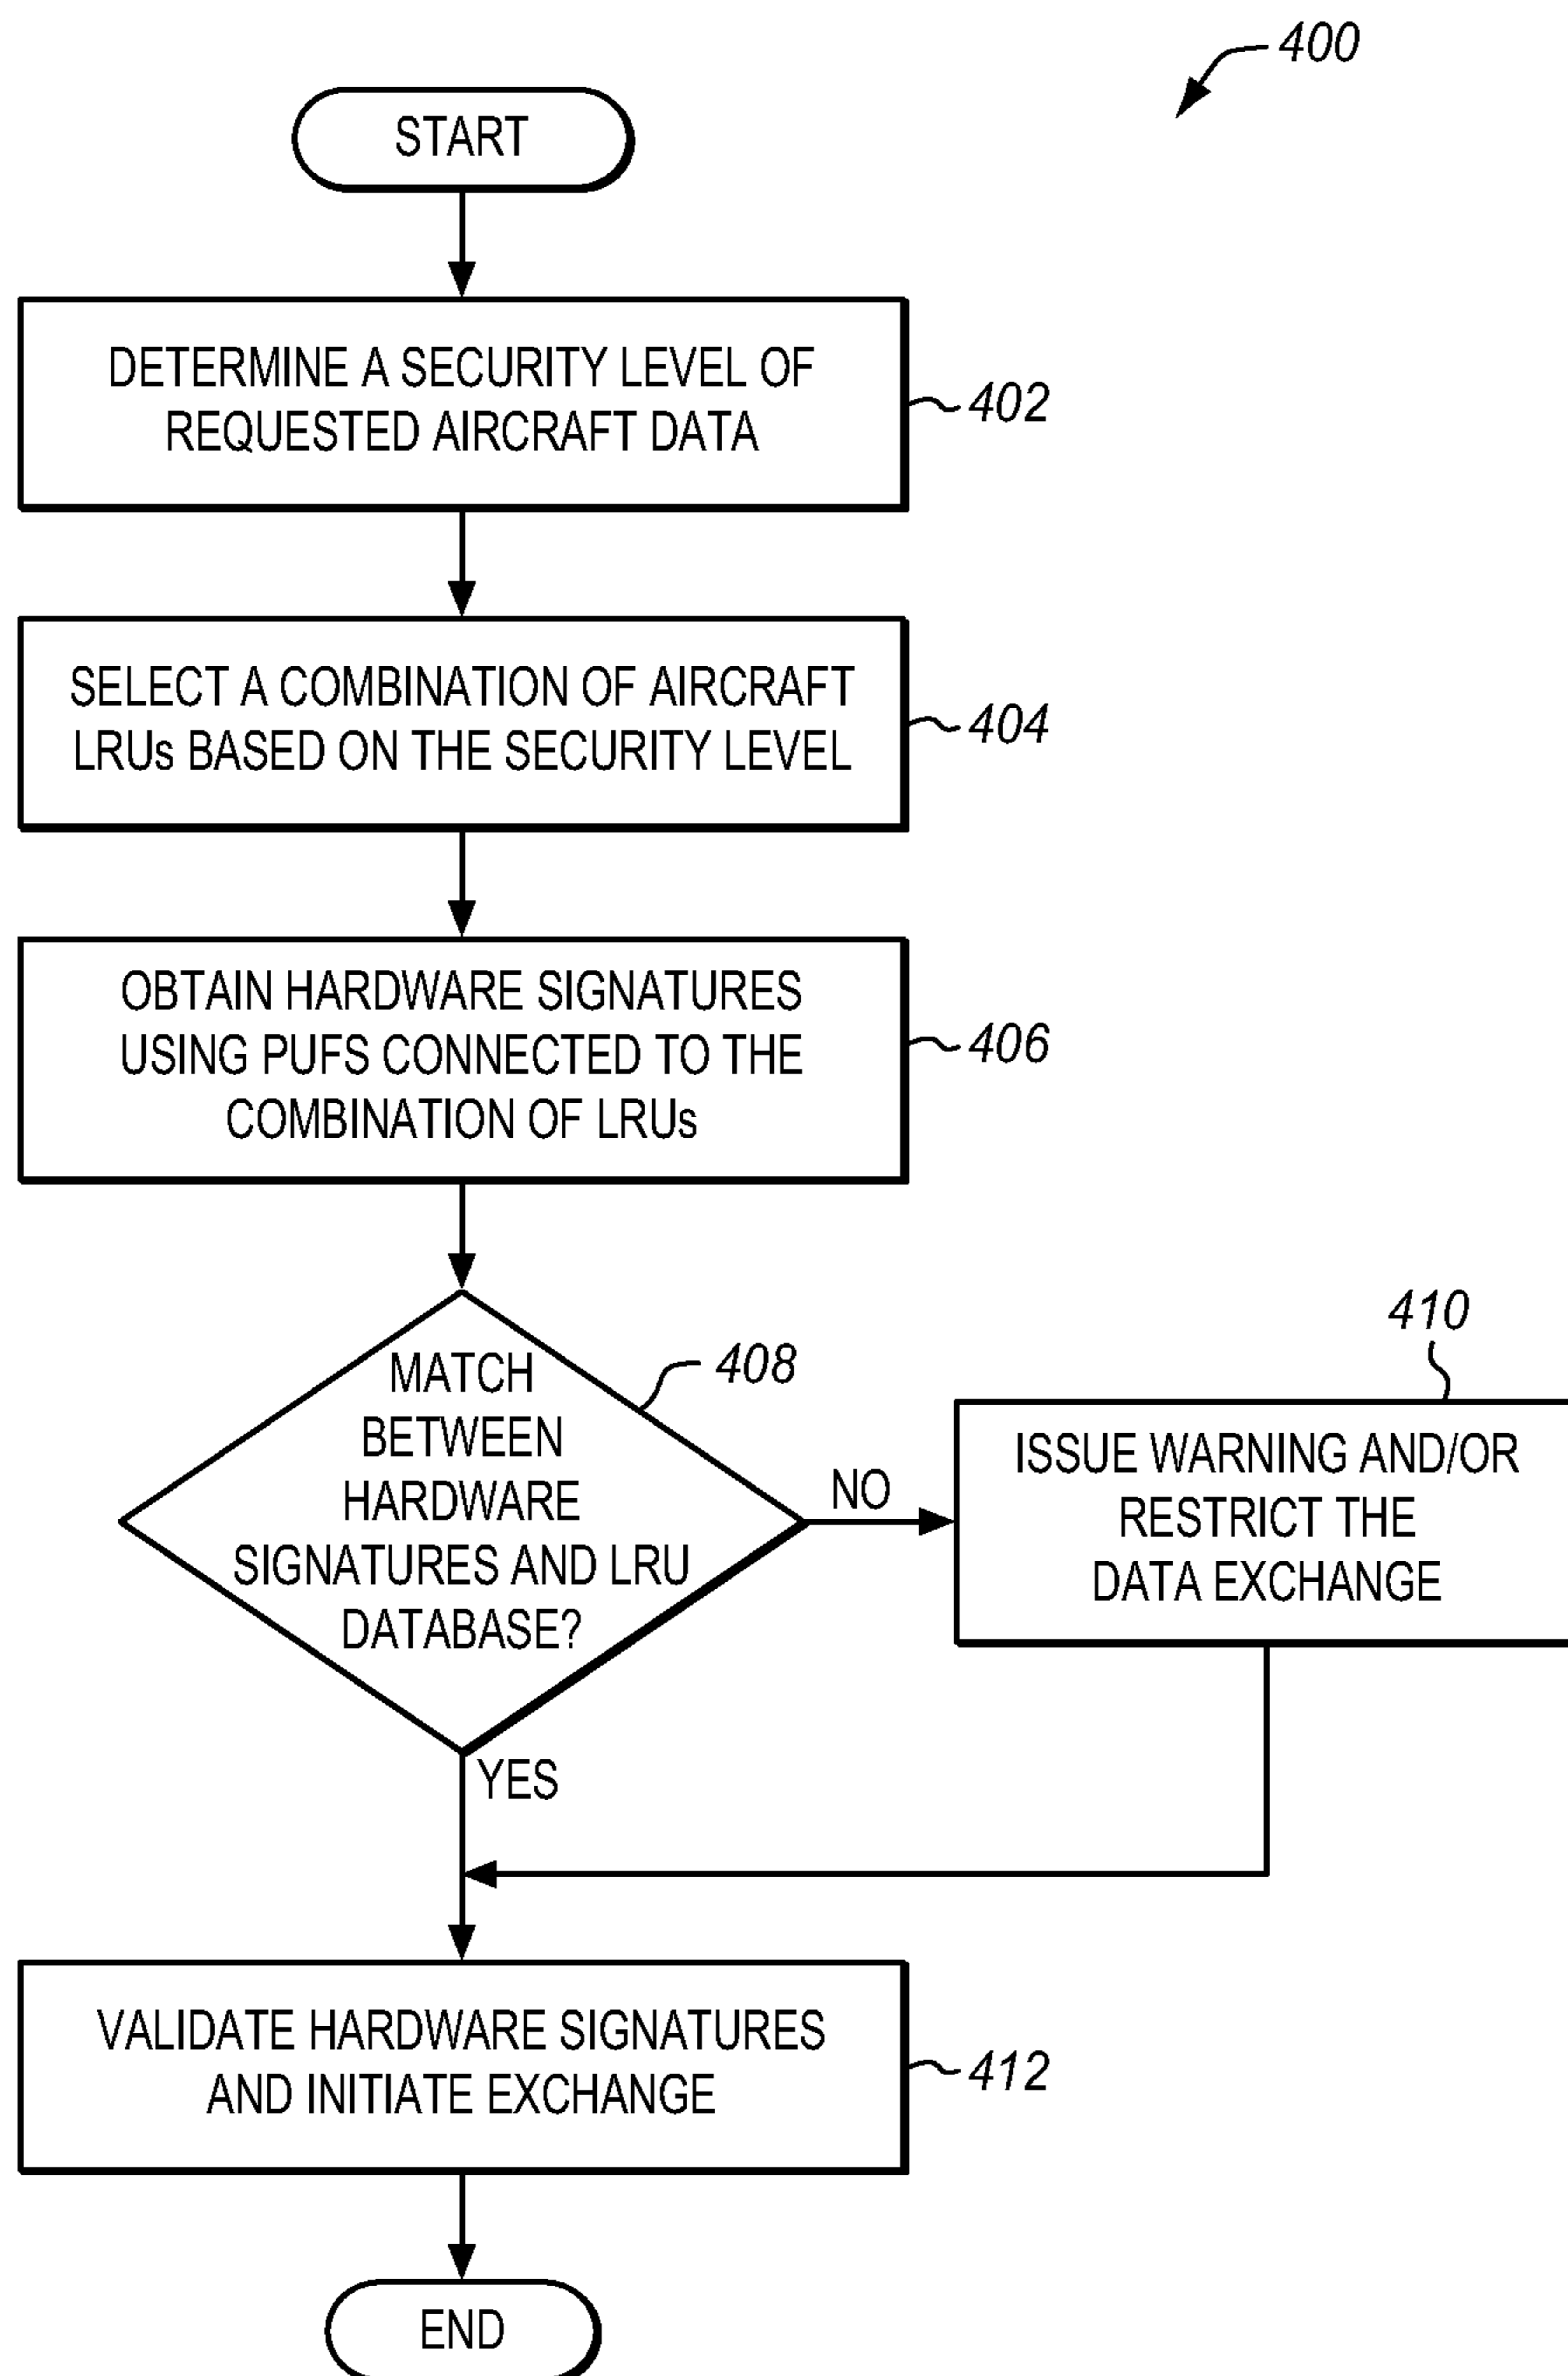 400
START
DETERMINE A SECURITY LEVEL OF
REQUESTED AIRCRAFT DATA
402
SELECT A COMBINATION OF AIRCRAFT
LRUs BASED ON THE SECURITY LEVEL
404
OBTAIN HARDWARE SIGNATURES
USING PUFS CONNECTED TO THE
COMBINATION OF LRUs
406
MATCH
BETWEEN
HARDWARE
SIGNATURES AND LRU
DATABASE?
408
NO
410
ISSUE WARNING AND/OR
RESTRICT THE
DATA EXCHANGE
YES
VALIDATE HARDWARE SIGNATURES
AND INITIATE EXCHANGE
412
END